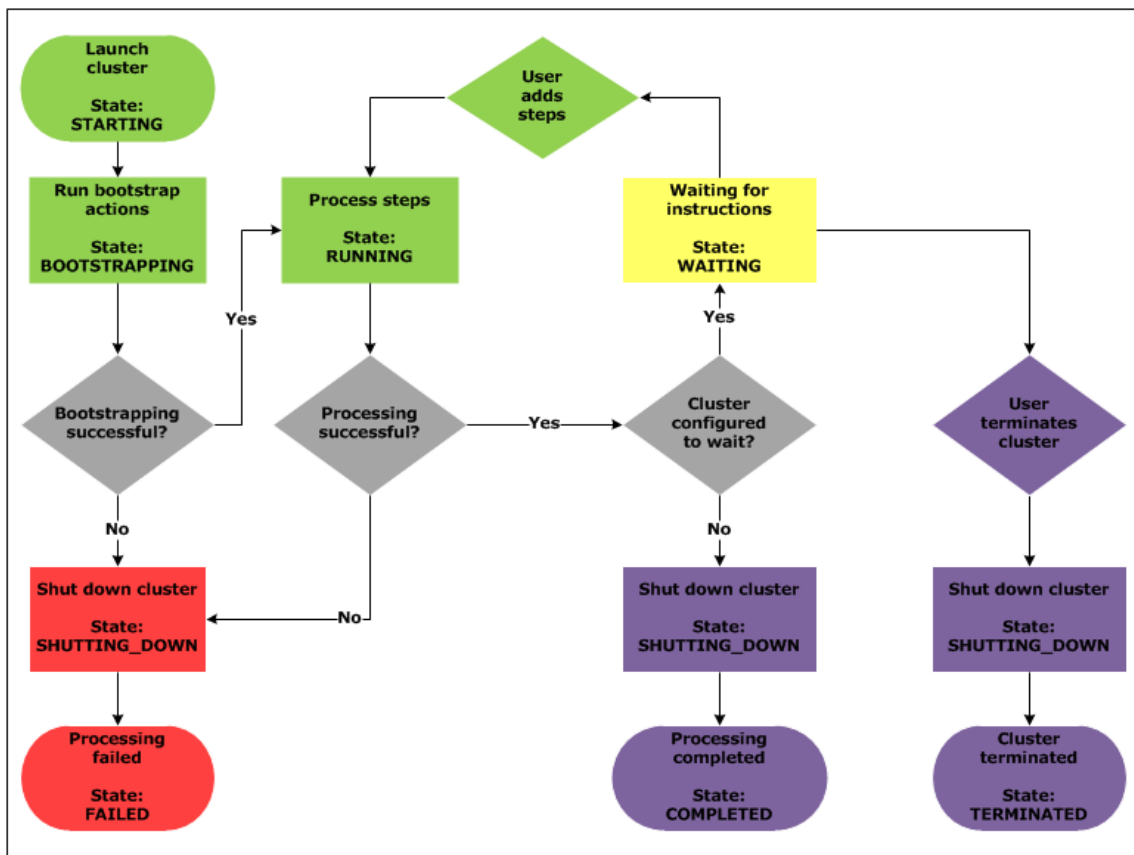 Launch
cluster
State:
STARTING
User
adds
steps
Run bootstrap
actions
State:
BOOTSTRAPPING
Process steps
State:
RUNNING
Waiting for
instructions
State:
WAITING
Yes
Yes
Bootstrapping
successful?
Processing
successful?
Yes
Cluster
configured
to wait?
User
terminates
cluster
No
No
Shut down cluster
State:
SHUTTING_DOWN
No
Shut down cluster
State:
SHUTTING_DOWN
Shut down cluster
State:
SHUTTING_DOWN
Processing
failed
State:
FAILED
Processing
completed
State:
COMPLETED
Cluster
terminated
State:
TERMINATED